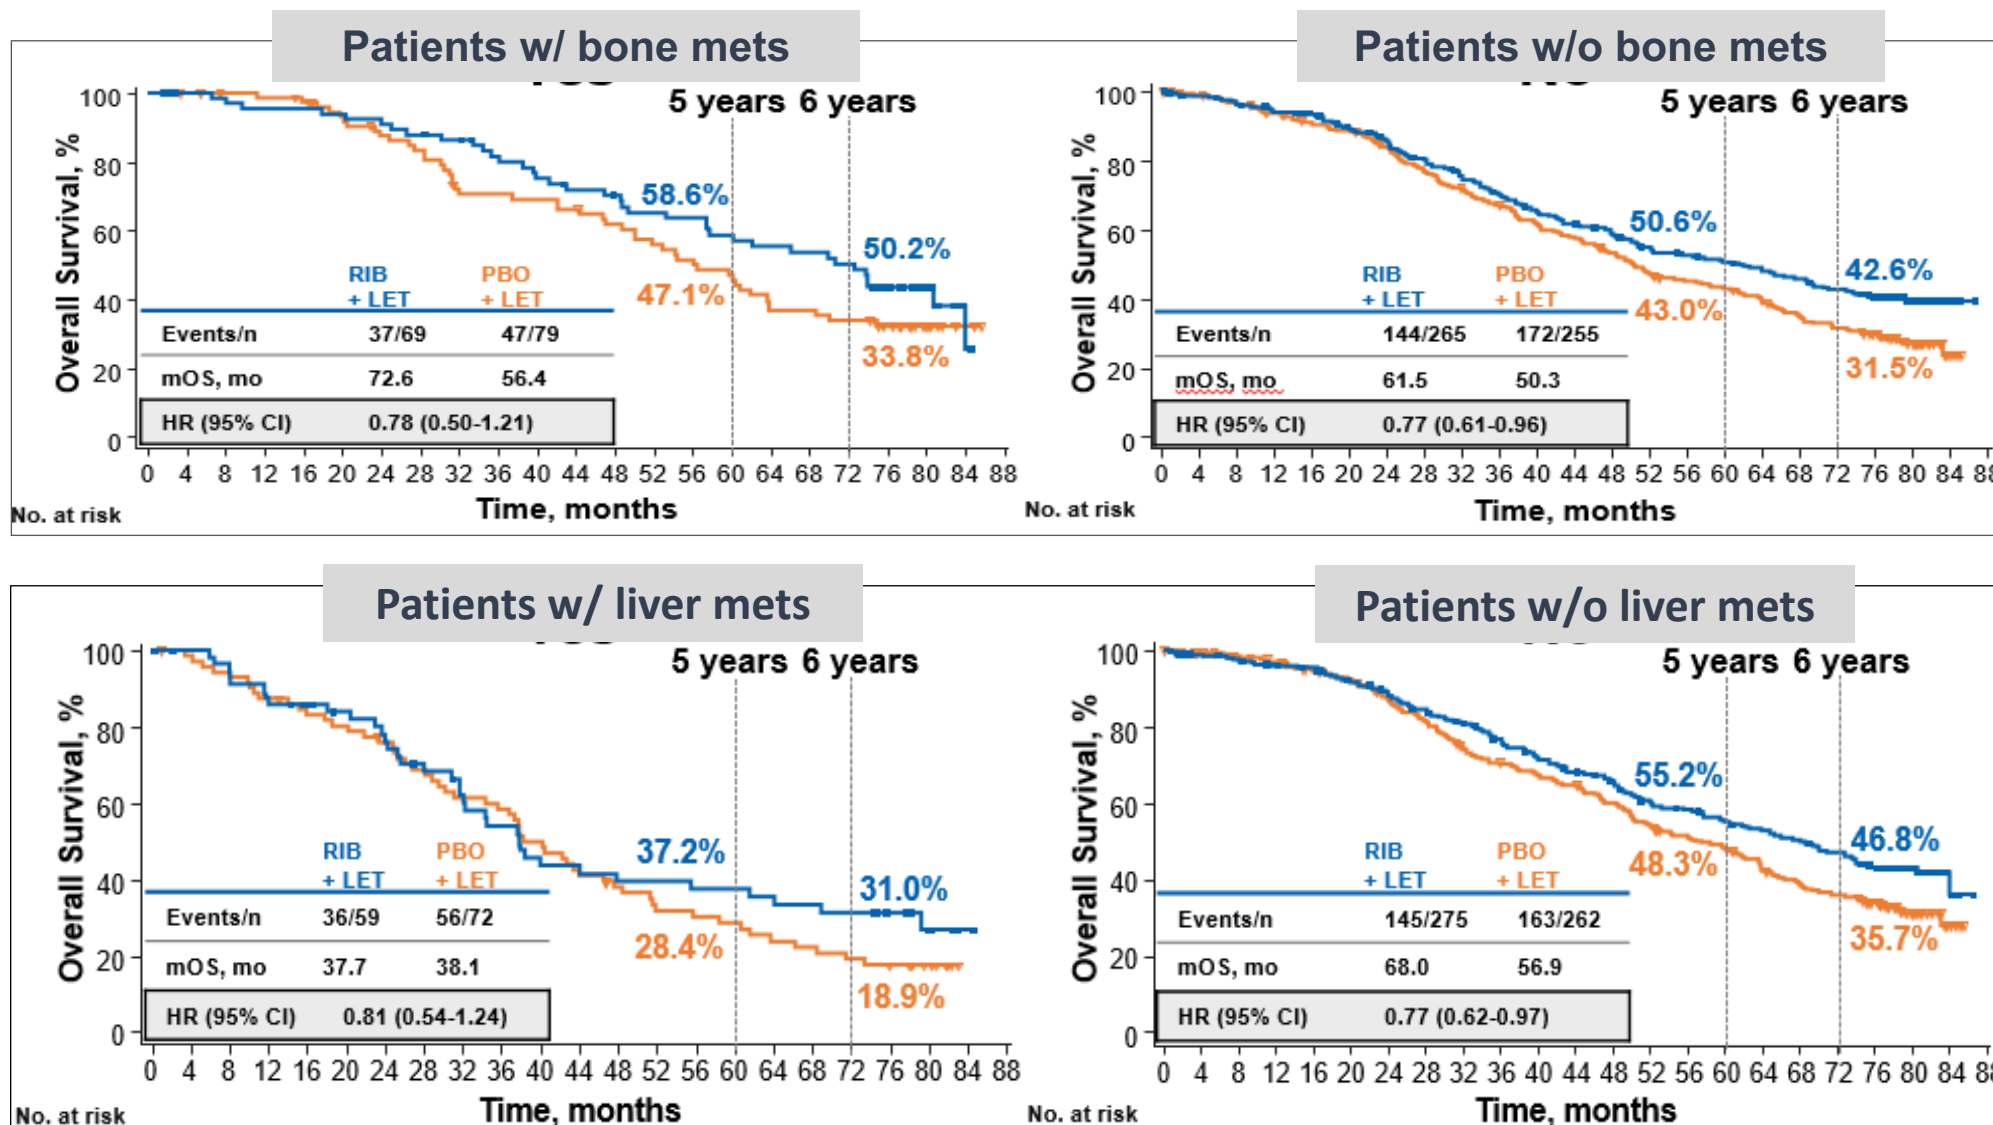 Patients w/ bone mets
5 years 6 years
Overall Survival, %
100
80
60
40
20
0
58.6%
50.2%
47.1%
33.8%
RIB + LET
PBO + LET
Events/n 37/69 47/79
mOS, mo 72.6 56.4
HR (95% CI) 0.78 (0.50-1.21)
0 4 8 12 16 20 24 28 32 36 40 44 48 52 56 60 64 68 72 76 80 84 88
Time, months
No. at risk
Patients w/o bone mets
5 years 6 years
Overall Survival, %
100
80
60
40
20
0
50.6%
42.6%
43.0%
31.5%
RIB + LET
PBO + LET
Events/n 144/265 172/255
mOS, mo 61.5 50.3
HR (95% CI) 0.77 (0.61-0.96)
0 4 8 12 16 20 24 28 32 36 40 44 48 52 56 60 64 68 72 76 80 84
Time, months
No. at risk
Patients w/ liver mets
5 years 6 years
Overall Survival, %
100
80
60
40
20
0
37.2%
31.0%
28.4%
18.9%
RIB + LET
PBO + LET
Events/n 36/59 56/72
mOS, mo 37.7 38.1
HR (95% CI) 0.81 (0.54-1.24)
0 4 8 12 16 20 24 28 32 36 40 44 48 52 56 60 64 68 72 76 80 84 88
Time, months
No. at risk
Patients w/o liver mets
5 years 6 years
Overall Survival, %
100
80
60
40
20
0
55.2%
46.8%
48.3%
35.7%
RIB + LET
PBO + LET
Events/n 145/275 163/262
mOS, mo 68.0 56.9
HR (95% CI) 0.77 (0.62-0.97)
0 4 8 12 16 20 24 28 32 36 40 44 48 52 56 60 64 68 72 76 80 84
Time, months
No. at risk